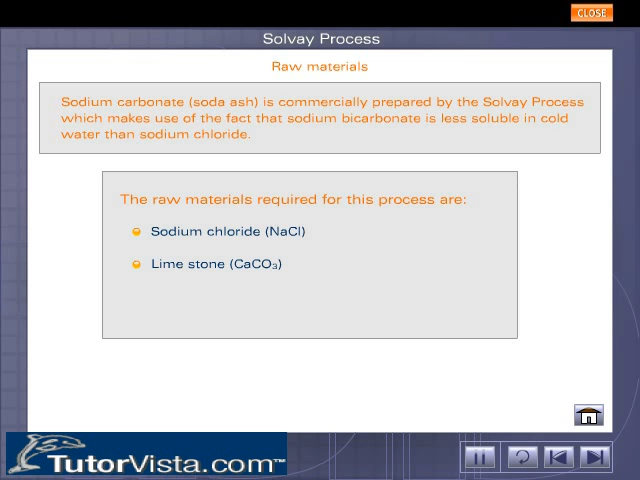 CLOSE
Solvay Process
Raw materials
Sodium carbonate (soda ash) is commercially prepared by the Solvay Process
which makes use of the fact that sodium bicarbonate is less soluble in cold
water than sodium chloride.
The raw materials required for this process are:
Sodium chloride (NaCl)
Lime stone (CaCO₃)
TutorVista.com™